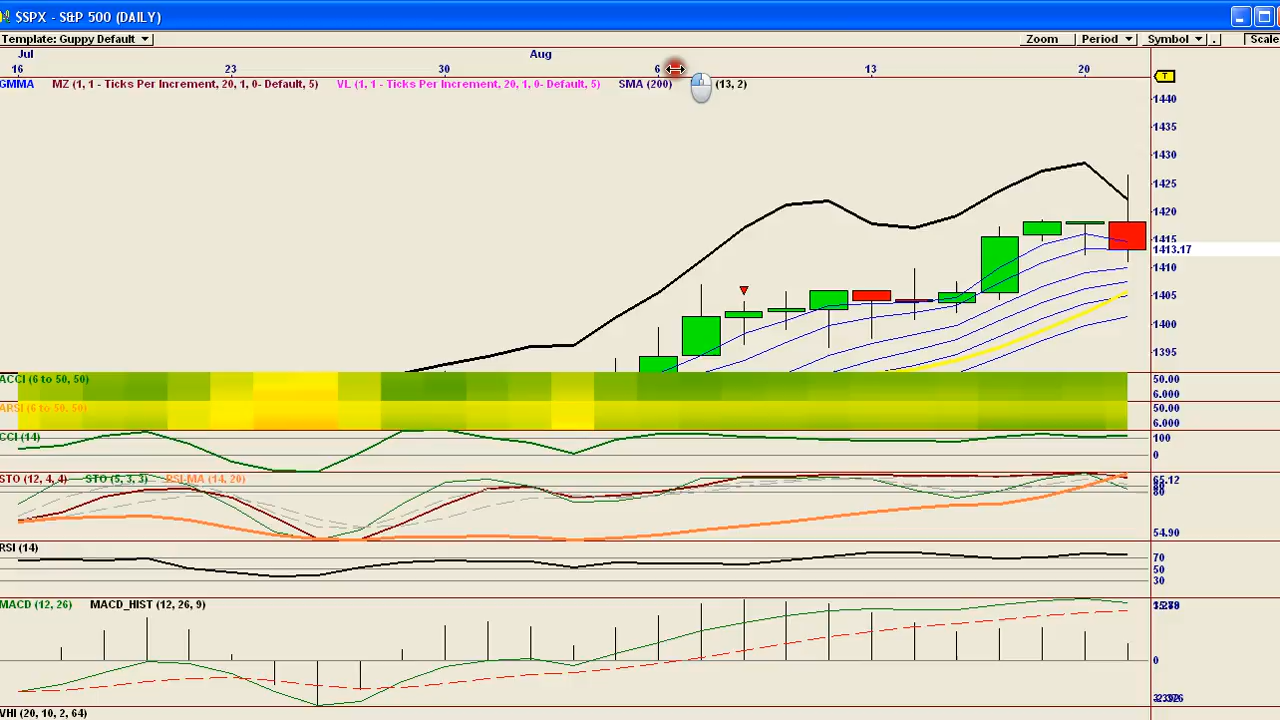 $SPX - S&P 500 (DAILY)
Template: Guppy Default Zoom Period Symbol . Scale
Jul Aug
16 23 30 6 13 20
GMMA MZ (1, 1 - Ticks Per Increment, 20, 1, 0- Default, 5) VL (1, 1 - Ticks Per Increment, 20, 1, 0- Default, 5) SMA (200) (13, 2)
T
1440
1435
1430
1425
1420
1415
1413.17
1410
1405
1400
1395
ACCI (6 to 50, 50) 50.00
6.000
ARSI (6 to 50, 50) 50.00
6.000
CCI (14) 100
0
STO (12, 4, 4) STO (5, 3, 3) RSI-MA (14, 20) 65.12
80
54.90
RSI (14)
70
50
30
MACD (12, 26) MACD_HIST (12, 26, 9)
0
VHI (20, 10, 2, 64)